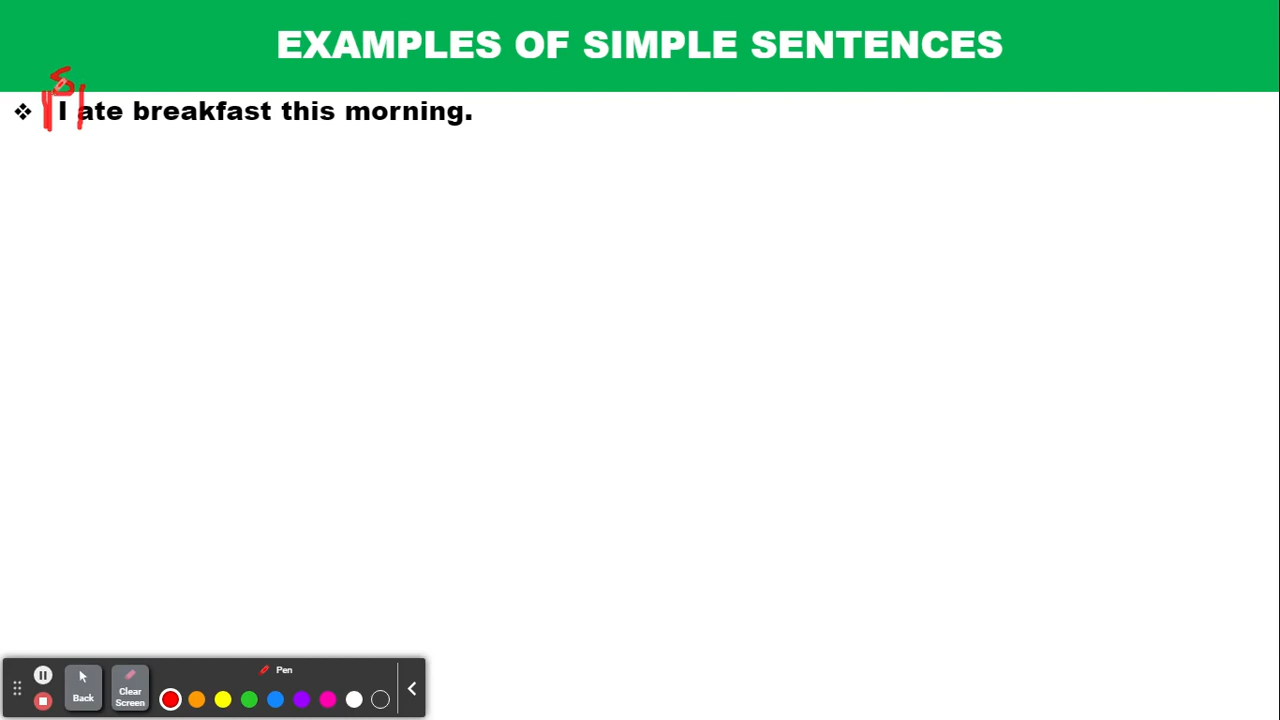 EXAMPLES OF SIMPLE SENTENCES
S
❖ I ate breakfast this morning.
Pen
Back
Clear
Screen